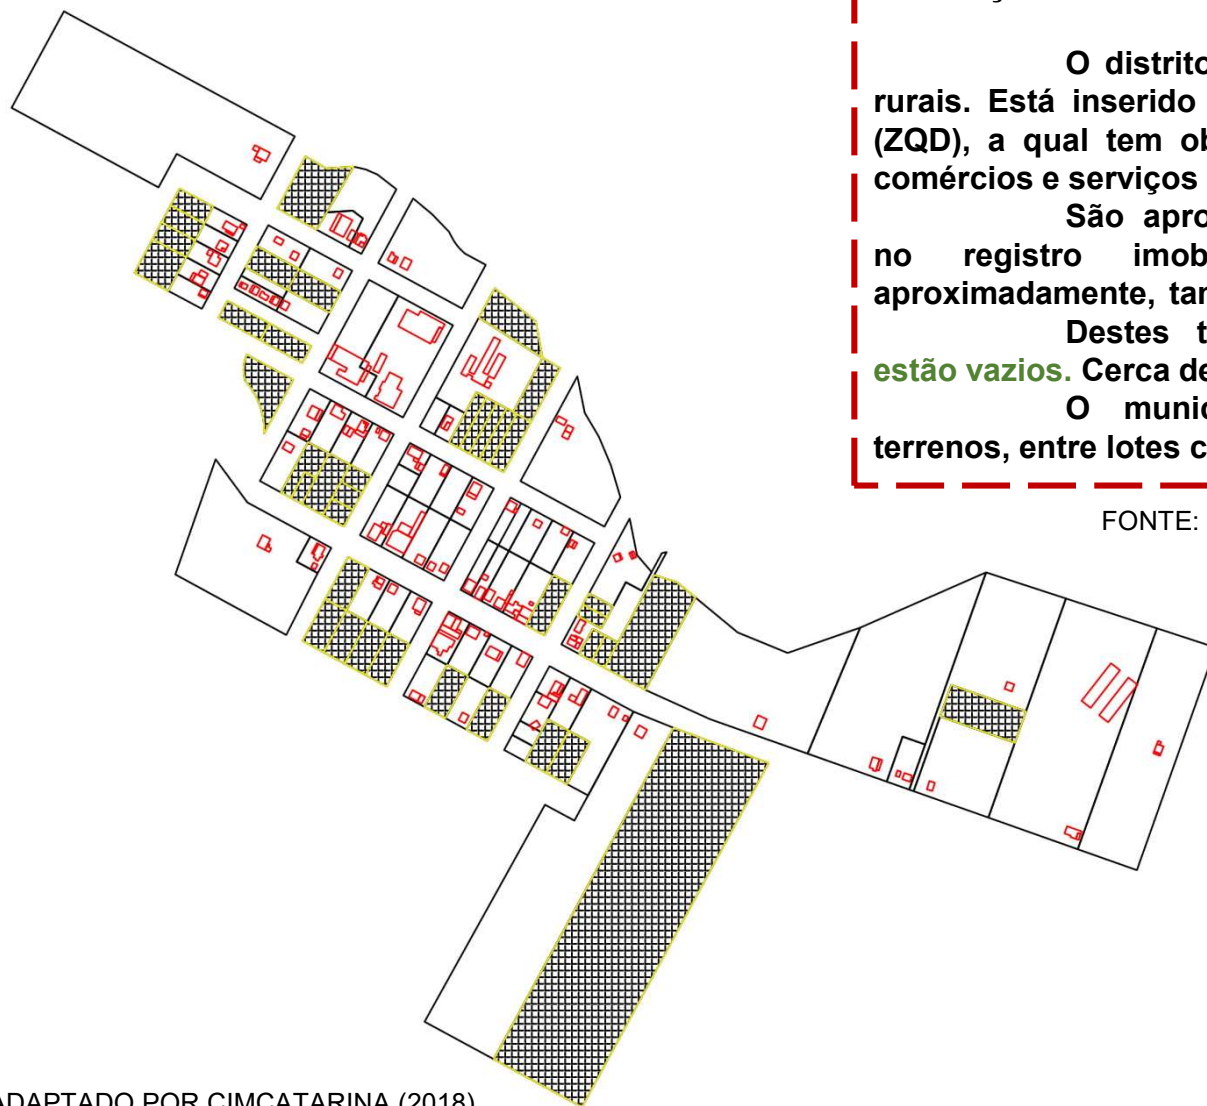 O distrito
rurais. Está inserido
(ZQD), a qual tem ob
comércios e serviços
São apro
no registro imob
aproximadamente, tar
Destes t
estão vazios. Cerca de
O munic
terrenos, entre lotes c
FONTE:
ADAPTADO POR CIMCATARINA (2018)